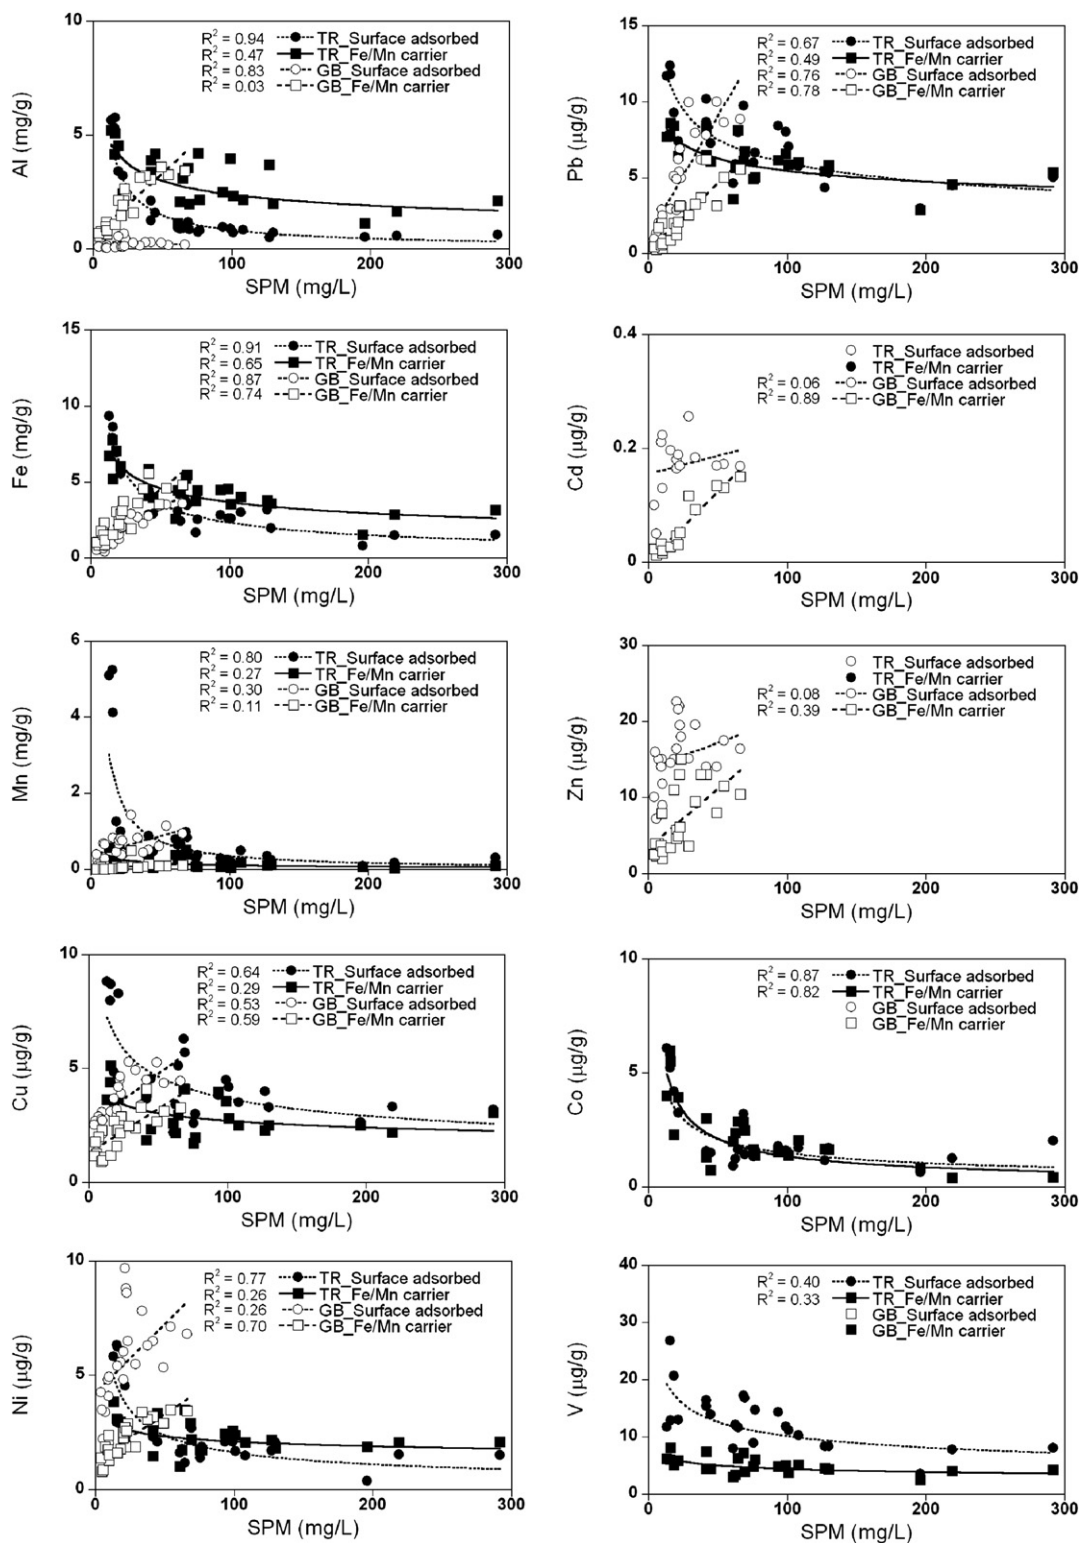 10
R² = 0.94 TR_Surface adsorbed
R² = 0.47 TR_Fe/Mn carrier
R² = 0.83 GB_Surface adsorbed
R² = 0.03 GB_Fe/Mn carrier
Al (mg/g)
5
0
0 100 200 300
SPM (mg/L)
15
R² = 0.67 TR_Surface adsorbed
R² = 0.49 TR_Fe/Mn carrier
R² = 0.76 GB_Surface adsorbed
R² = 0.78 GB_Fe/Mn carrier
10
Pb (µg/g)
5
0
0 100 200 300
SPM (mg/L)
15
R² = 0.91 TR_Surface adsorbed
R² = 0.65 TR_Fe/Mn carrier
R² = 0.87 GB_Surface adsorbed
R² = 0.74 GB_Fe/Mn carrier
10
Fe (mg/g)
5
0
0 100 200 300
SPM (mg/L)
0.4
TR_Surface adsorbed
TR_Fe/Mn carrier
R² = 0.06 GB_Surface adsorbed
R² = 0.89 GB_Fe/Mn carrier
Cd (µg/g)
0.2
0
0 100 200 300
SPM (mg/L)
6
R² = 0.80 TR_Surface adsorbed
R² = 0.27 TR_Fe/Mn carrier
R² = 0.30 GB_Surface adsorbed
R² = 0.11 GB_Fe/Mn carrier
4
Mn (mg/g)
2
0
0 100 200 300
SPM (mg/L)
30
TR_Surface adsorbed
TR_Fe/Mn carrier
R² = 0.08 GB_Surface adsorbed
R² = 0.39 GB_Fe/Mn carrier
20
Zn (µg/g)
10
0
0 100 200 300
SPM (mg/L)
10
R² = 0.64 TR_Surface adsorbed
R² = 0.29 TR_Fe/Mn carrier
R² = 0.53 GB_Surface adsorbed
R² = 0.59 GB_Fe/Mn carrier
Cu (µg/g)
5
0
0 100 200 300
SPM (mg/L)
10
R² = 0.87 TR_Surface adsorbed
R² = 0.82 TR_Fe/Mn carrier
GB_Surface adsorbed
GB_Fe/Mn carrier
Co (µg/g)
5
0
0 100 200 300
SPM (mg/L)
10
R² = 0.77 TR_Surface adsorbed
R² = 0.26 TR_Fe/Mn carrier
R² = 0.26 GB_Surface adsorbed
R² = 0.70 GB_Fe/Mn carrier
Ni (µg/g)
5
0
0 100 200 300
SPM (mg/L)
40
R² = 0.40 TR_Surface adsorbed
R² = 0.33 TR_Fe/Mn carrier
GB_Surface adsorbed
GB_Fe/Mn carrier
30
V (µg/g)
20
10
0
0 100 200 300
SPM (mg/L)